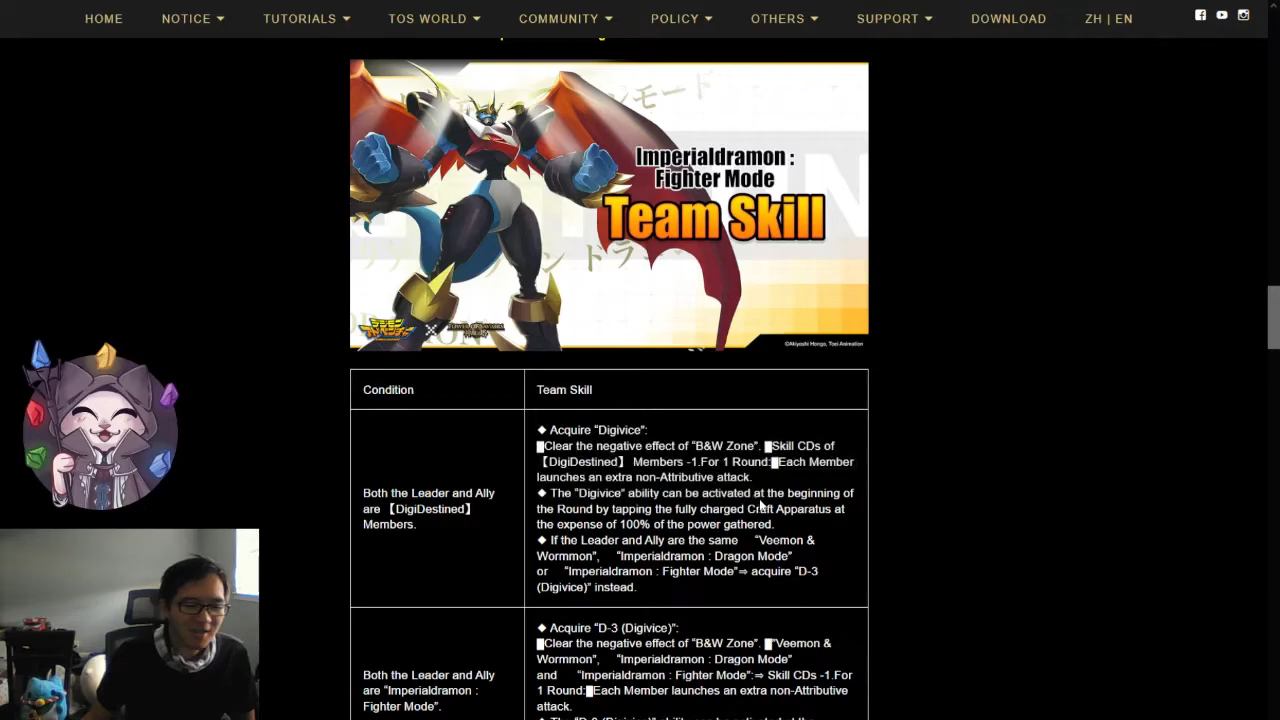 HOME NOTICE TUTORIALS TOS WORLD COMMUNITY POLICY OTHERS SUPPORT DOWNLOAD ZH | EN
Imperialdramon :
Fighter Mode
Team Skill
©Akiyoshi Hongo, Toei Animation
Condition
Team Skill
Both the Leader and Ally
are 【DigiDestined】
Members.
◆ Acquire “Digivice”:
█Clear the negative effect of “B&W Zone”. █Skill CDs of
【DigiDestined】 Members -1.For 1 Round:█Each Member
launches an extra non-Attributive attack.
◆ The “Digivice” ability can be activated at the beginning of
the Round by tapping the fully charged Craft Apparatus at
the expense of 100% of the power gathered.
◆ If the Leader and Ally are the same “Veemon &
Wormmon”, “Imperialdramon : Dragon Mode”
or “Imperialdramon : Fighter Mode”⇒ acquire “D-3
(Digivice)” instead.
Both the Leader and Ally
are “Imperialdramon :
Fighter Mode”.
◆ Acquire “D-3 (Digivice)”:
█Clear the negative effect of “B&W Zone”. █“Veemon &
Wormmon”, “Imperialdramon : Dragon Mode”
and “Imperialdramon : Fighter Mode”:⇒ Skill CDs -1.For
1 Round:█Each Member launches an extra non-Attributive
attack.